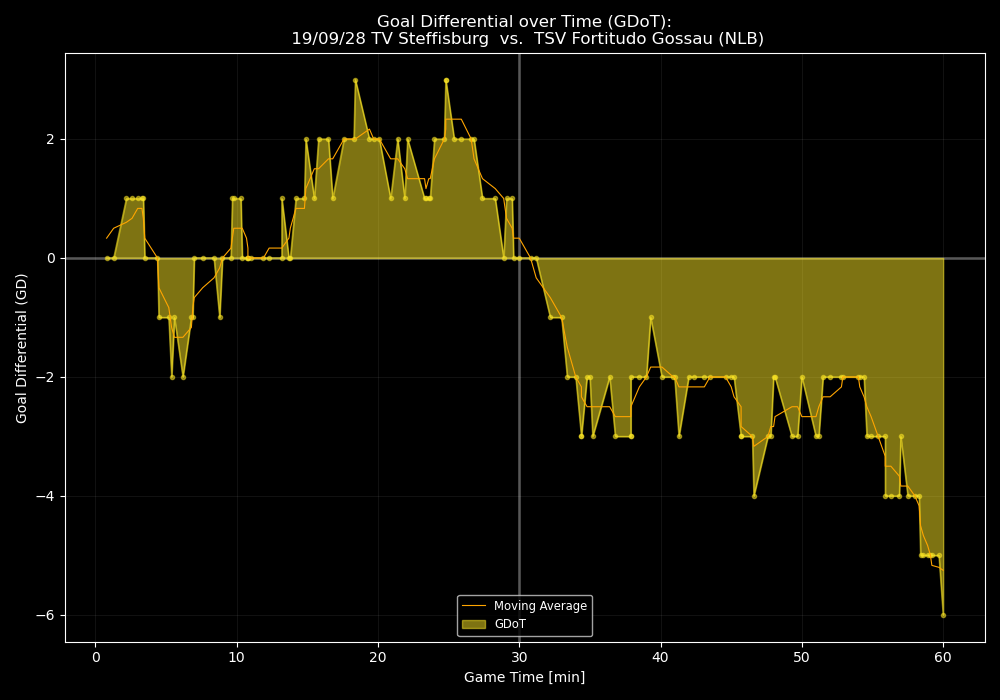 Goal Differential over Time (GDoT):
19/09/28 TV Steffisburg  vs.  TSV Fortitudo Gossau (NLB)
Goal Differential (GD)
2
0
−2
−4
−6
0 10 20 30 40 50 60
Game Time [min]
Moving Average
GDoT